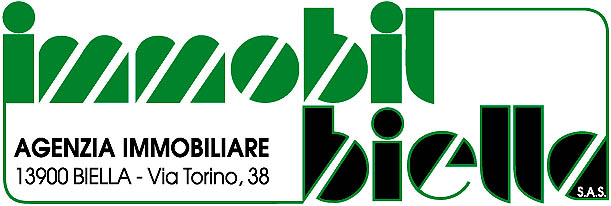 immobil
biella
S.A.S.
AGENZIA IMMOBILIARE
13900 BIELLA - Via Torino, 38